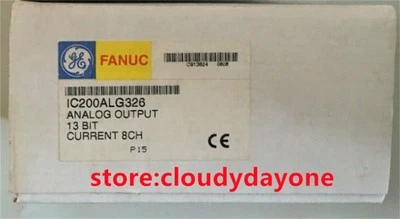 FANUC
IC200ALG326
ANALOG OUTPUT
13 BIT
CURRENT 8CH
P15
CE
store:cloudydayone